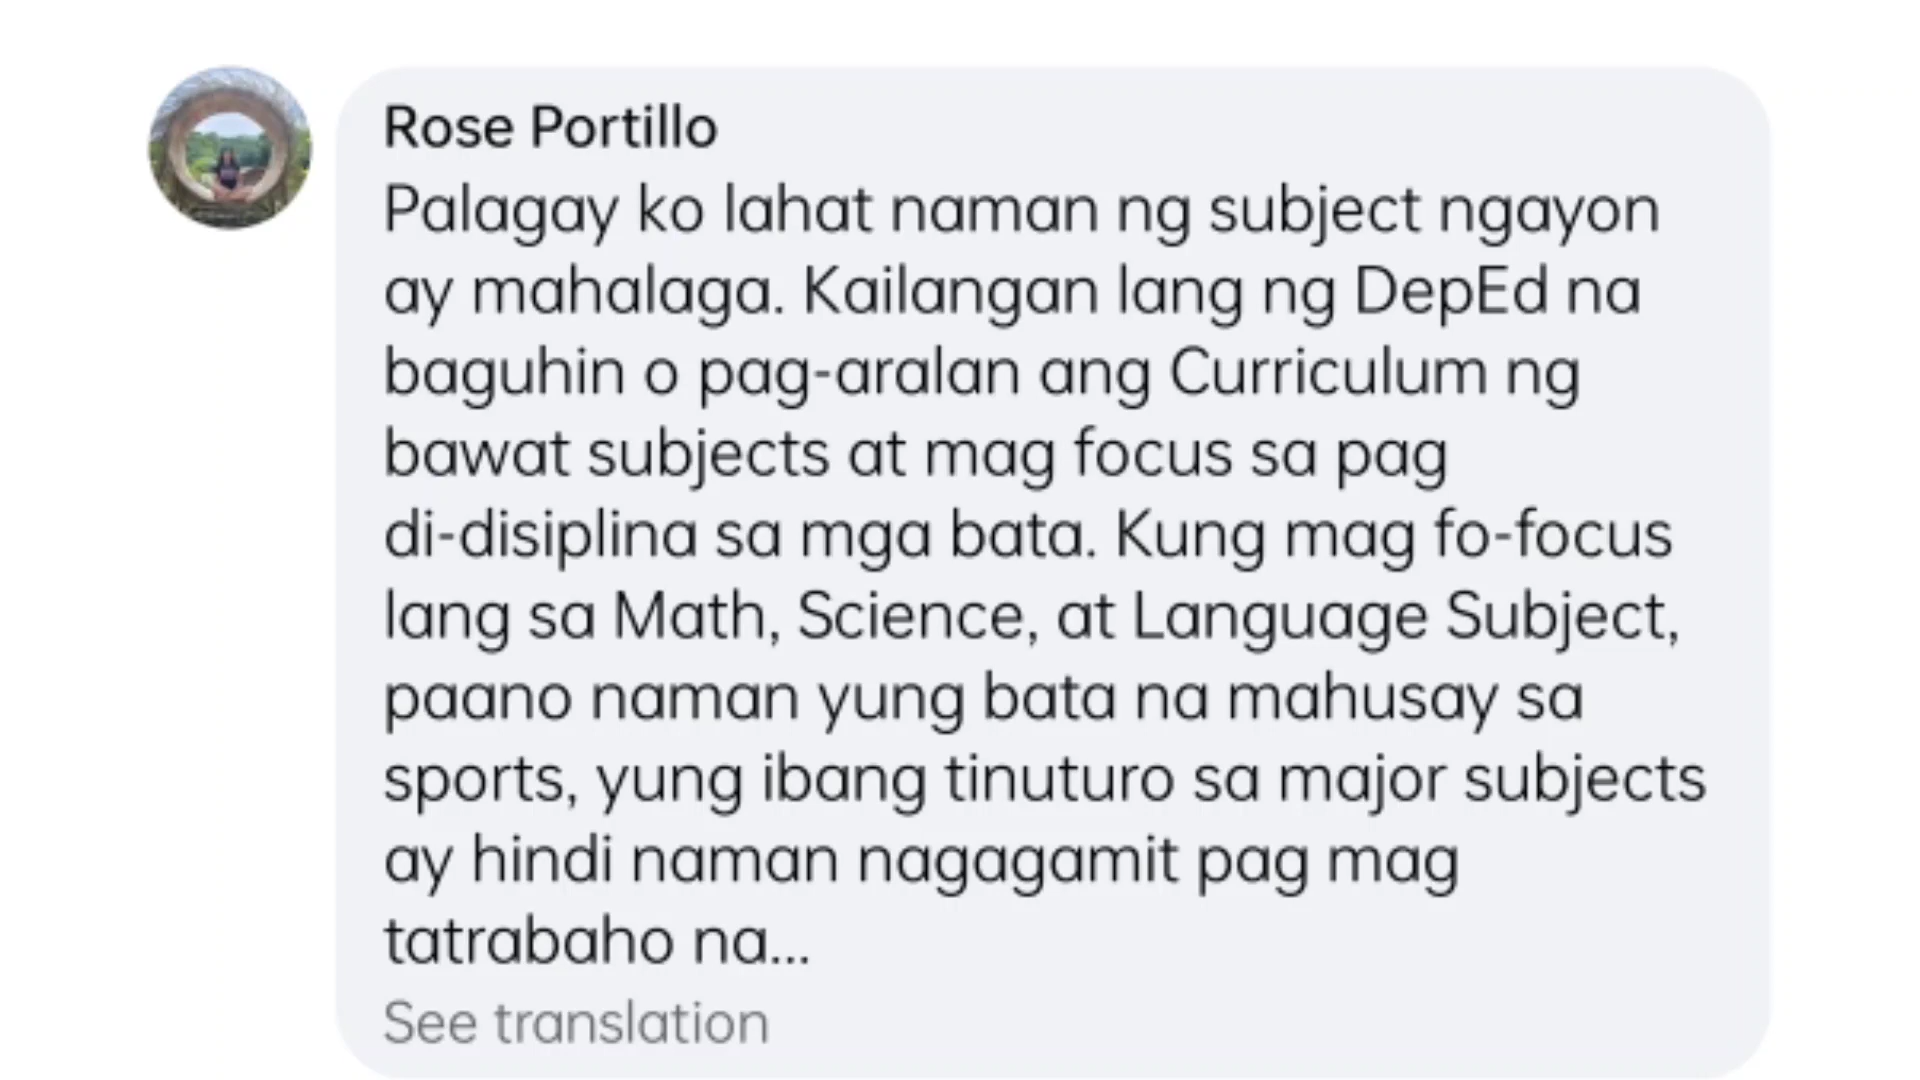 Rose Portillo
Palagay ko lahat naman ng subject ngayon
ay mahalaga. Kailangan lang ng DepEd na
baguhin o pag-aralan ang Curriculum ng
bawat subjects at mag focus sa pag
di-disiplina sa mga bata. Kung mag fo-focus
lang sa Math, Science, at Language Subject,
paano naman yung bata na mahusay sa
sports, yung ibang tinuturo sa major subjects
ay hindi naman nagagamit pag mag
tatrabaho na...
See translation